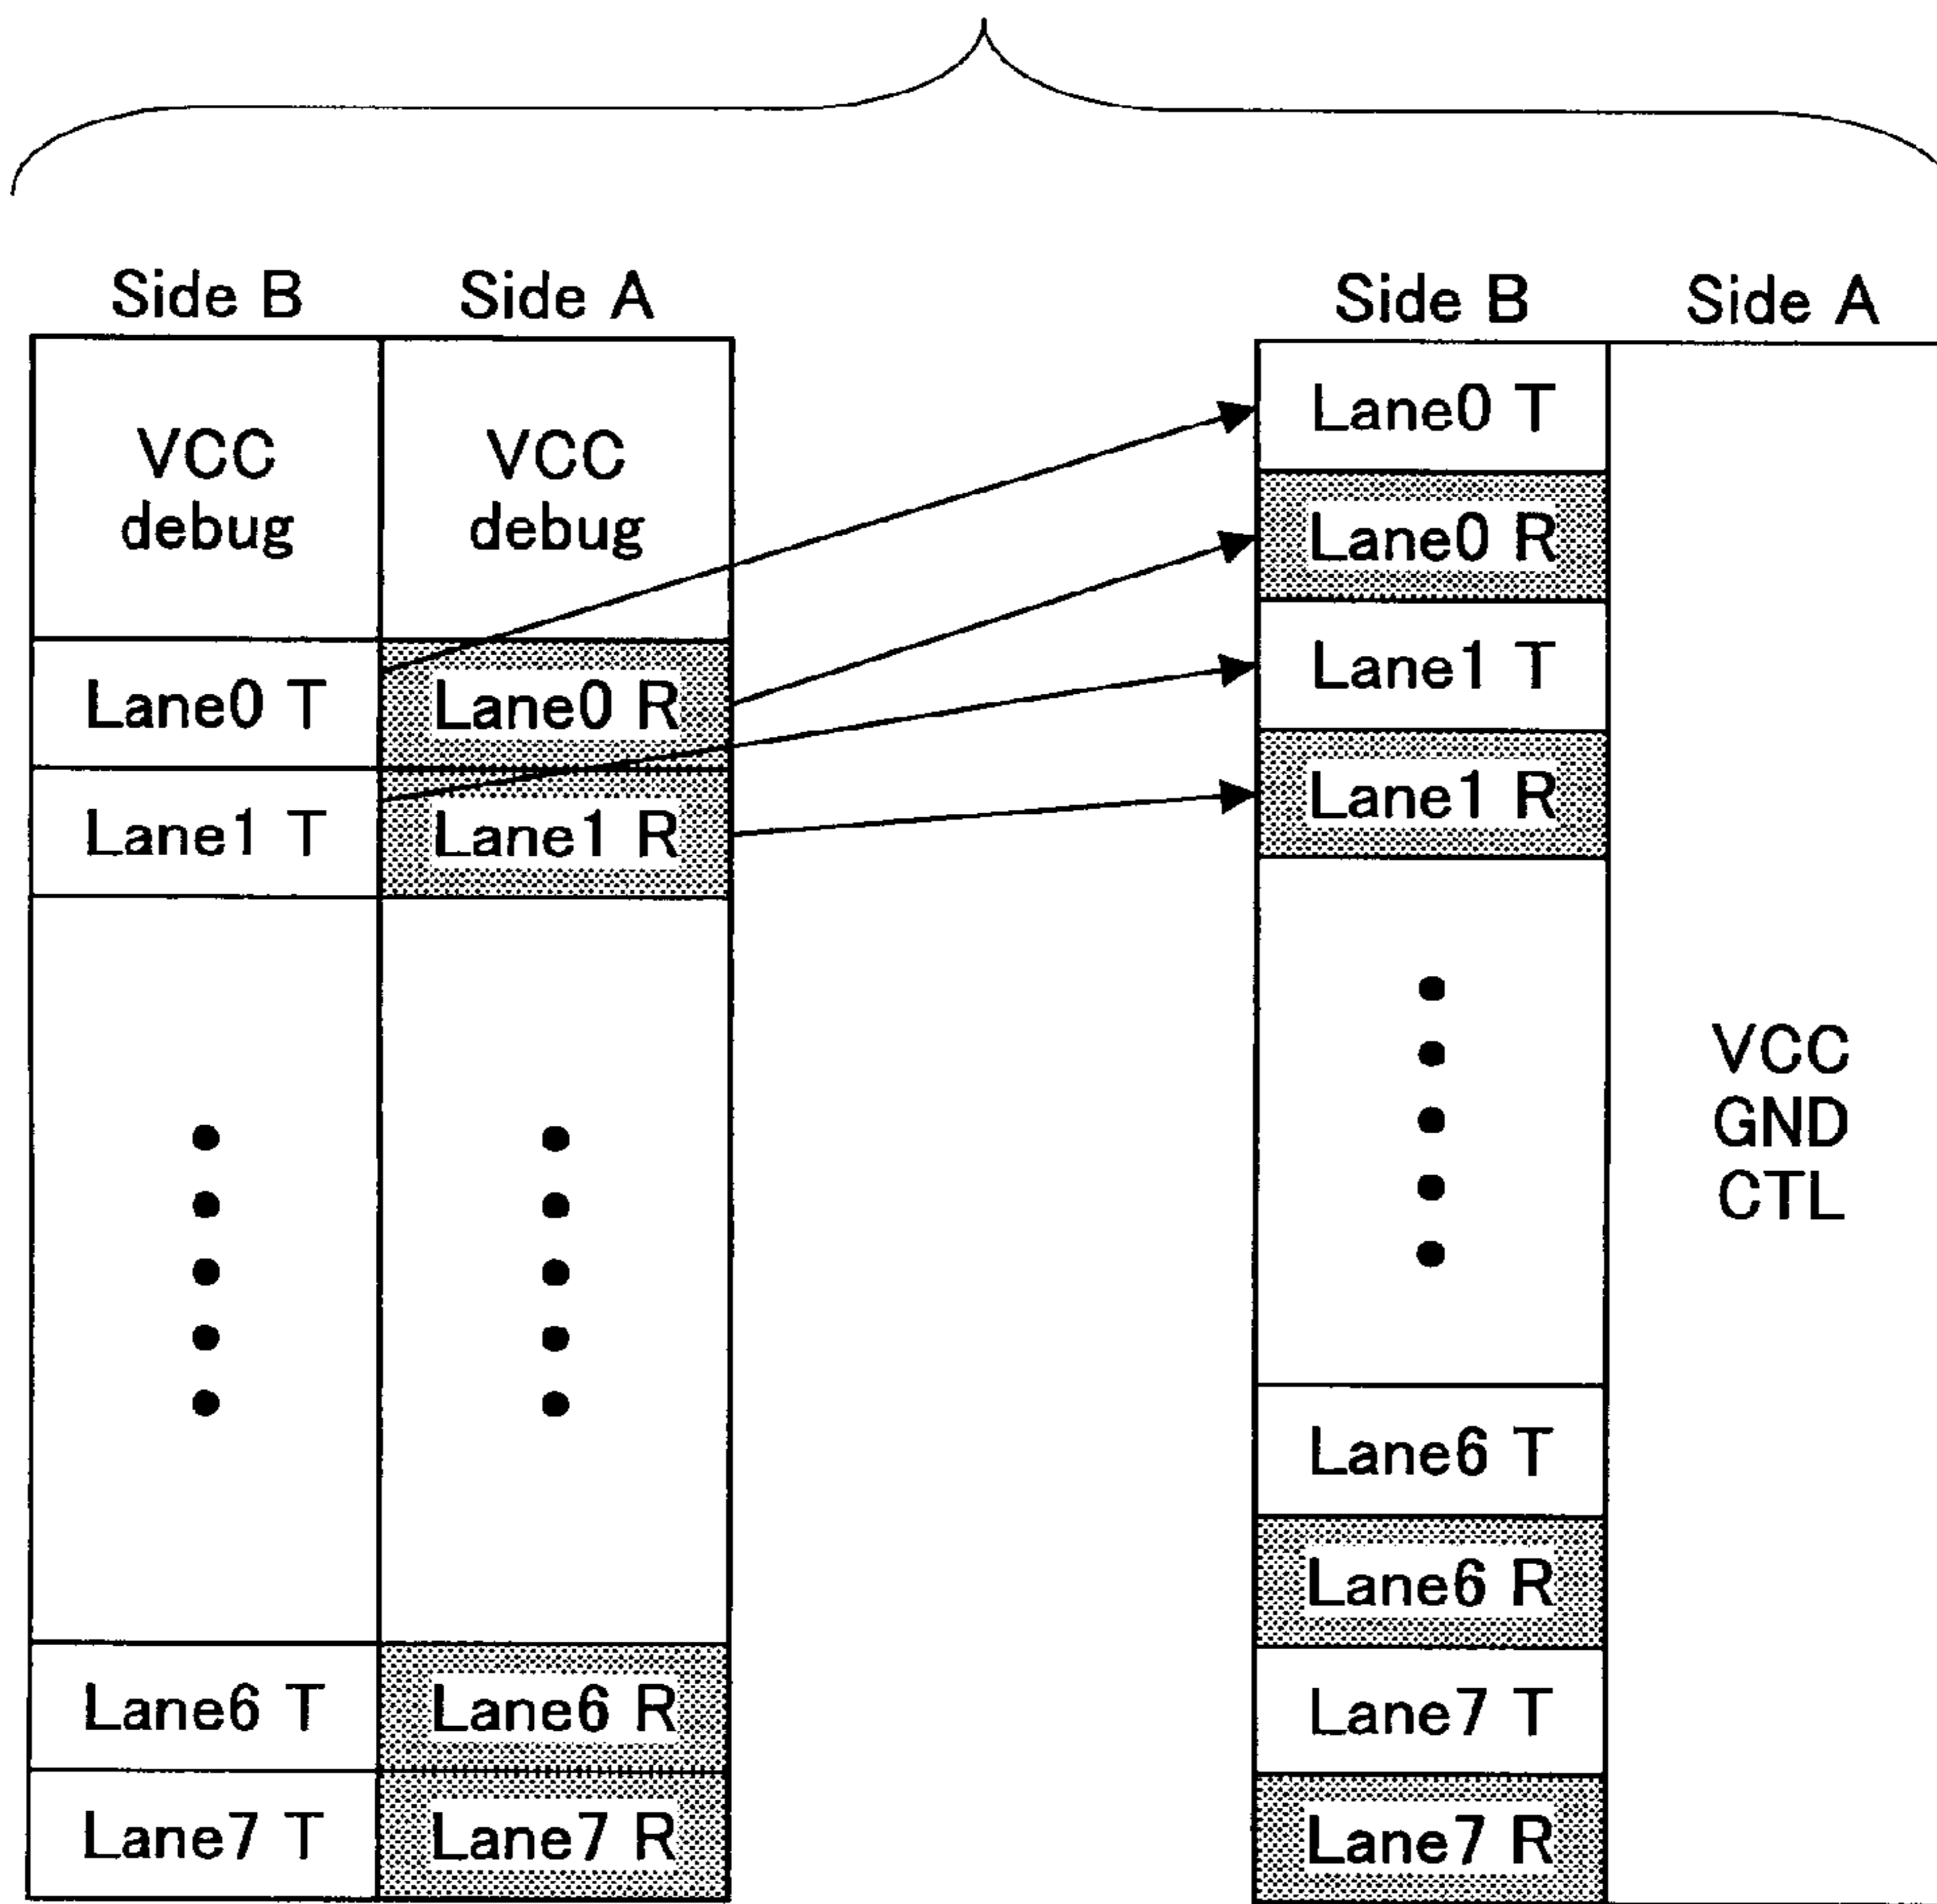 Side B Side A
VCC debug
VCC debug
Lane0 T Lane0 R
Lane1 T Lane1 R
Lane6 T Lane6 R
Lane7 T Lane7 R
Side B Side A
Lane0 T
Lane0 R
Lane1 T
Lane1 R
Lane6 T
Lane6 R
Lane7 T
Lane7 R
VCC
GND
CTL